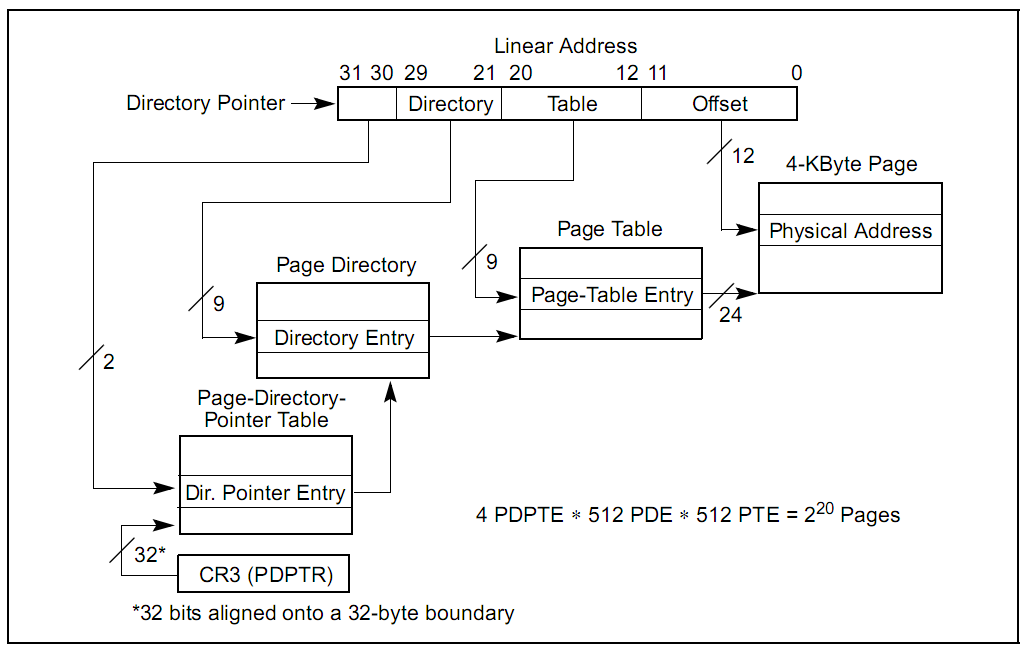 Linear Address
31 30 29 21 20 12 11 0
Directory Pointer
Directory Table Offset
12
4-KByte Page
Physical Address
Page Table
9
Page-Table Entry
24
Page Directory
9
Directory Entry
2
Page-Directory-
Pointer Table
Dir. Pointer Entry
4 PDPTE * 512 PDE * 512 PTE = 2²⁰ Pages
32*
CR3 (PDPTR)
*32 bits aligned onto a 32-byte boundary